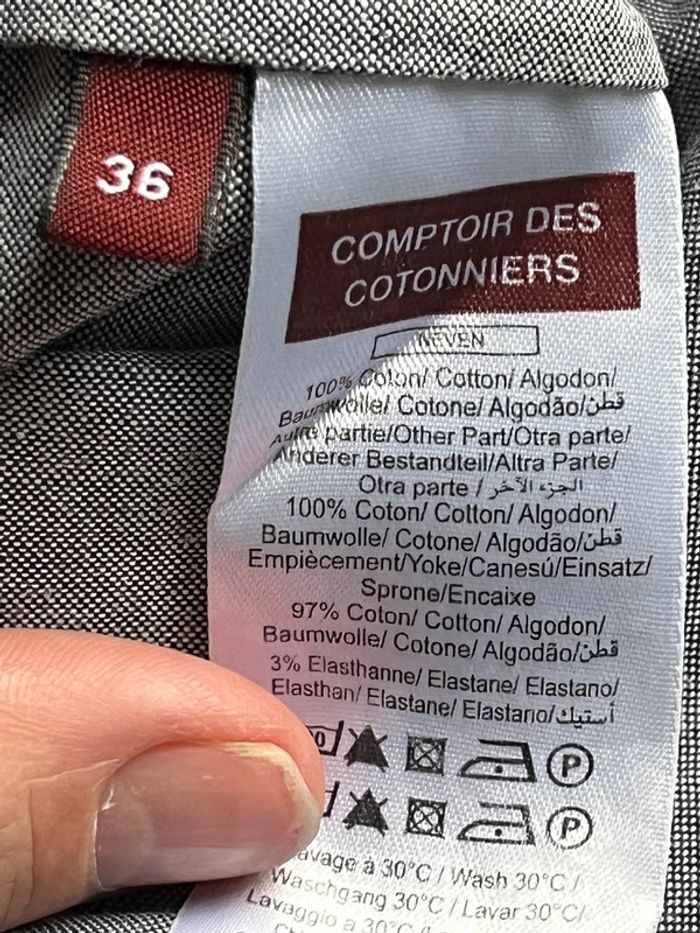 36
COMPTOIR DES
COTONNIERS
100% Coton/ Cotton/ Algodon/
Baumwolle/ Cotone/ Algodão/قطن
Autre partie/Other Part/Otra parte/
Anderer Bestandteil/Altra Parte/
Otra parte / الجزء الآخر
100% Coton/ Cotton/ Algodon/
Baumwolle/ Cotone/ Algodão/قطن
Empiècement/Yoke/Canesú/Einsatz/
Sprone/Encaixe
97% Coton/ Cotton/ Algodon/
Baumwolle/ Cotone/ Algodão/قطن
3% Elasthanne/ Elastane/ Elastano/
Elasthan/ Elastane/ Elastano/أستيك
P
P
avage à 30°C / Wash 30°C /
Waschgang 30°C / Lavar 30°C/
Lavaggio a 30°C